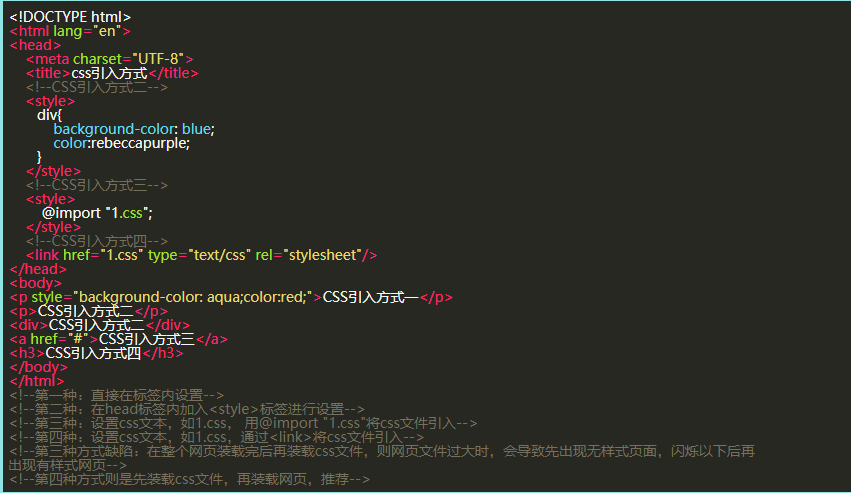 <!DOCTYPE html>
<html lang="en">
<head>
    <meta charset="UTF-8">
    <title>css引入方式</title>
    <!--CSS引入方式二-->
    <style>
       div{
           background-color: blue;
           color:rebeccapurple;
       }
    </style>
    <!--CSS引入方式三-->
    <style>
        @import "1.css";
    </style>
    <!--CSS引入方式四-->
    <link href="1.css" type="text/css" rel="stylesheet"/>
</head>
<body>
<p style="background-color: aqua;color:red;">CSS引入方式一</p>
<p>CSS引入方式二</p>
<div>CSS引入方式二</div>
<a href="#">CSS引入方式三</a>
<h3>CSS引入方式四</h3>
</body>
</html>
<!--第一种：直接在标签内设置-->
<!--第二种：在head标签内加入<style>标签进行设置-->
<!--第三种：设置css文本，如1.css， 用@import "1.css"将css文件引入-->
<!--第四种：设置css文本，如1.css，通过<link>将css文件引入-->
<!--第三种方式缺陷：在整个网页装载完后再装载css文件，则网页文件过大时，会导致先出现无样式页面，闪烁以下后再
出现有样式网页-->
<!--第四种方式则是先装载css文件，再装载网页，推荐-->